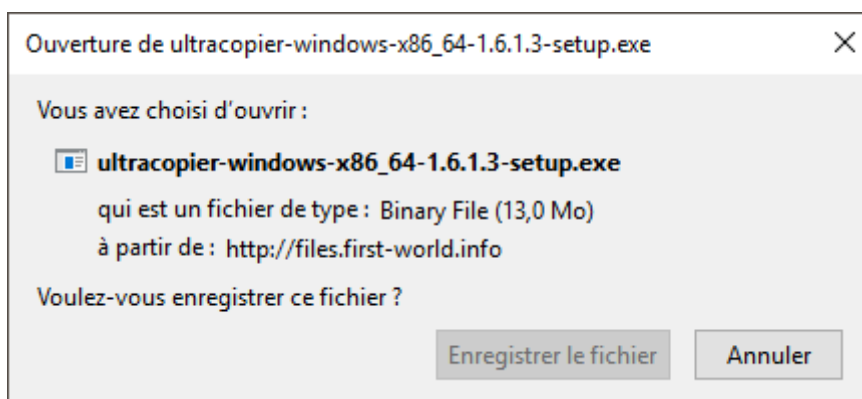 Ouverture de ultracopier-windows-x86_64-1.6.1.3-setup.exe
Vous avez choisi d’ouvrir :
ultracopier-windows-x86_64-1.6.1.3-setup.exe
qui est un fichier de type : Binary File (13,0 Mo)
à partir de : http://files.first-world.info
Voulez-vous enregistrer ce fichier ?
Enregistrer le fichier Annuler